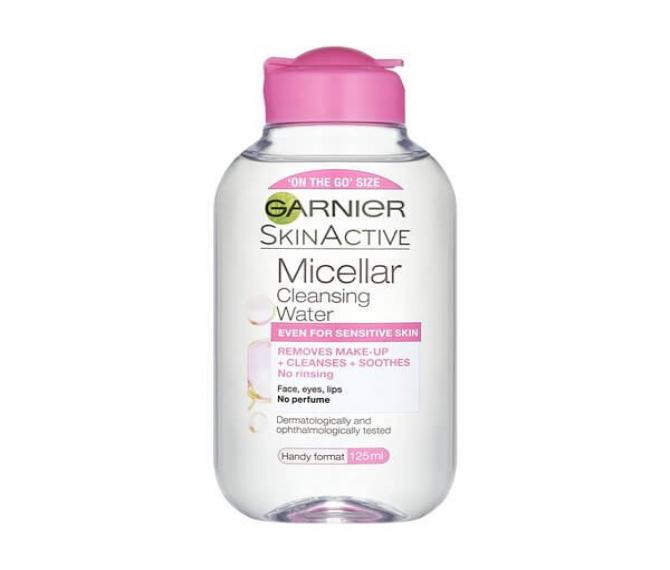 'ON THE GO' SIZE
GARNIER
SKINACTIVE
Micellar
Cleansing
Water
EVEN FOR SENSITIVE SKIN
REMOVES MAKE-UP
+ CLEANSES + SOOTHES
No rinsing
Face, eyes, lips
No perfume
Dermatologically and
ophthalmologically tested
Handy format 125ml